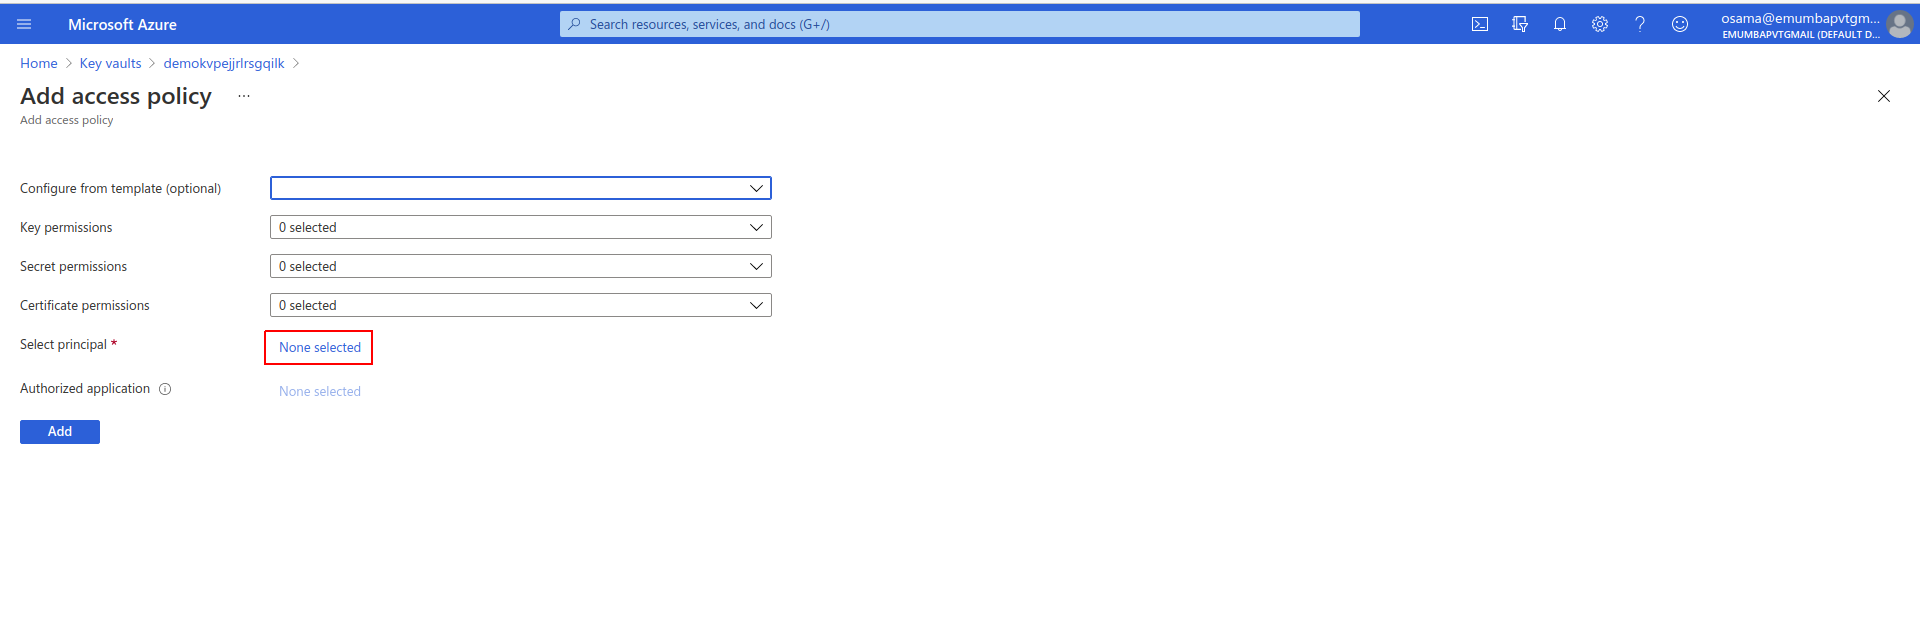 Microsoft Azure
Search resources, services, and docs (G+/)
osama@emumbapvtgm...
EMUMBAPVTGMAIL (DEFAULT D...
Home > Key vaults > demokvpejjrlrsgqilk >
Add access policy ...
Add access policy
Configure from template (optional)
Key permissions 0 selected
Secret permissions 0 selected
Certificate permissions 0 selected
Select principal * None selected
Authorized application None selected
Add